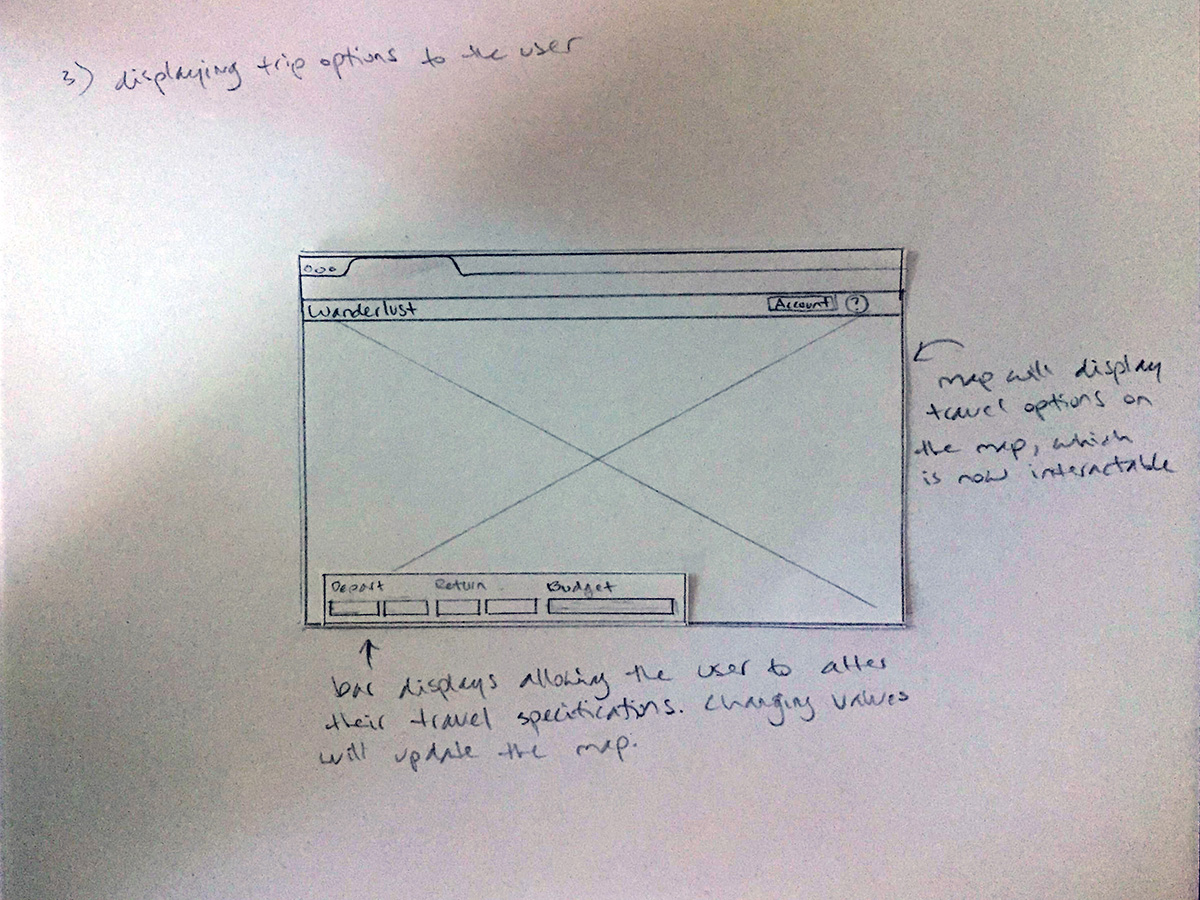 3) displaying trip options to the user
Wanderlust Account ?
map will display
travel options on
the map, which
is now interactable
Depart Return Budget
bar displays allowing the user to alter
their travel specifications. Changing values
will update the map.